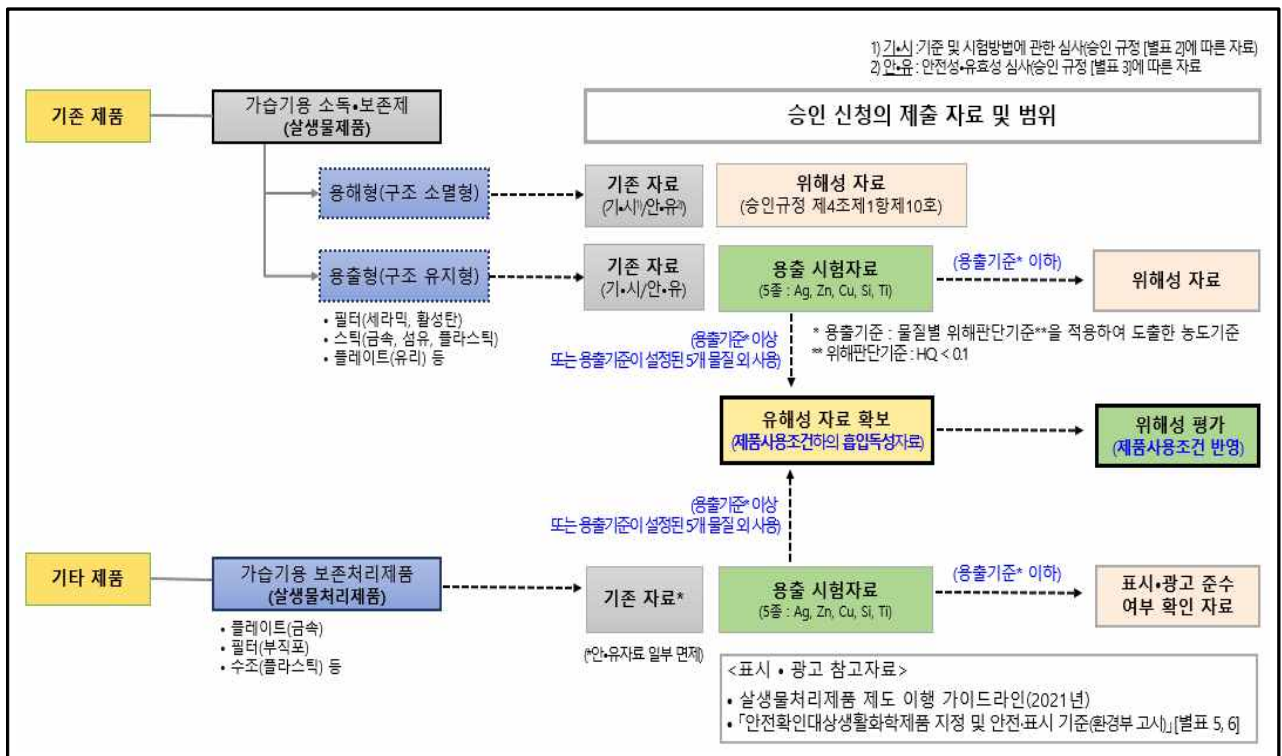 1) 기•시 :기준 및 시험방법에 관한 심사(승인 규정 [별표 2]에 따른 자료)
2) 안•유 : 안전성•유효성 심사(승인 규정 [별표 3]에 따른 자료
기존 제품
가습기용 소독•보존제
(살생물제품)
승인 신청의 제출 자료 및 범위
용해형(구조 소멸형)
기존 자료
(기•시¹⁾/안•유²⁾)
위해성 자료
(승인규정 제4조제1항제10호)
용출형(구조 유지형)
기존 자료
(기•시/안•유)
용출 시험자료
(5종 : Ag, Zn, Cu, Si, Ti)
(용출기준* 이하)
위해성 자료
• 필터(세라믹, 활성탄)
• 스틱(금속, 섬유, 플라스틱)
• 플레이트(유리) 등
(용출기준* 이상
또는 용출기준이 설정된 5개 물질 외 사용)
* 용출기준 : 물질별 위해판단기준**을 적용하여 도출한 농도기준
** 위해판단기준 : HQ < 0.1
유해성 자료 확보
(제품사용조건하의 흡입독성자료)
위해성 평가
(제품사용조건 반영)
(용출기준* 이상
또는 용출기준이 설정된 5개 물질 외 사용)
기타 제품
가습기용 보존처리제품
(살생물처리제품)
기존 자료*
용출 시험자료
(5종 : Ag, Zn, Cu, Si, Ti)
(용출기준* 이하)
표시•광고 준수
여부 확인 자료
• 플레이트(금속)
• 필터(부직포)
• 수조(플라스틱) 등
(*안•유자료 일부 면제)
<표시 • 광고 참고자료>
• 살생물처리제품 제도 이행 가이드라인(2021년)
• 「안전확인대상생활화학제품 지정 및 안전·표시 기준(환경부 고시)」[별표 5, 6]